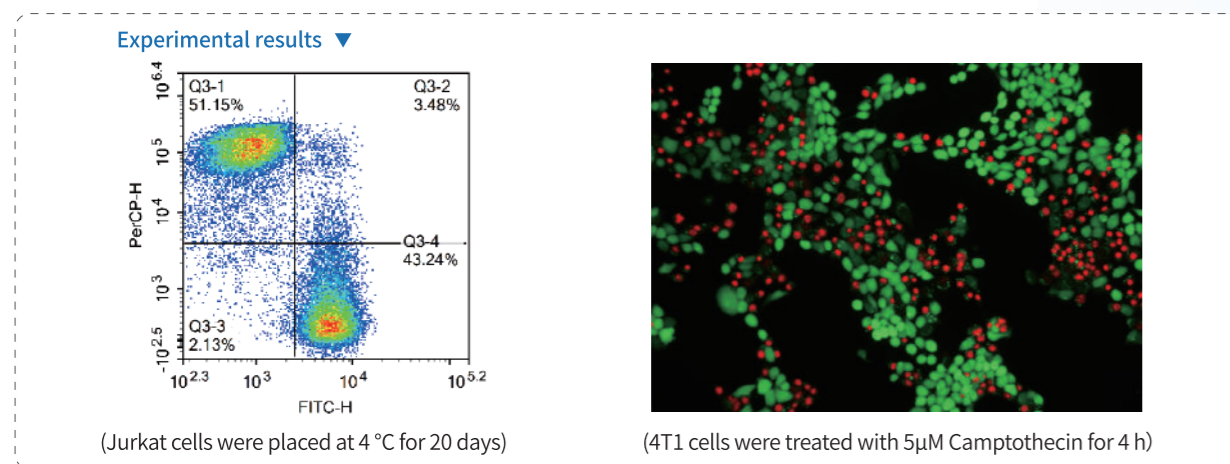 Experimental results ▼
Q3-1
51.15%
Q3-2
3.48%
Q3-4
43.24%
Q3-3
2.13%
PerCP-H
10^6.4
10^5
10^4
10^3
-10^2.5
10^2.3
10^3
10^4
10^5.2
FITC-H
(Jurkat cells were placed at 4 °C for 20 days)
(4T1 cells were treated with 5μM Camptothecin for 4 h)